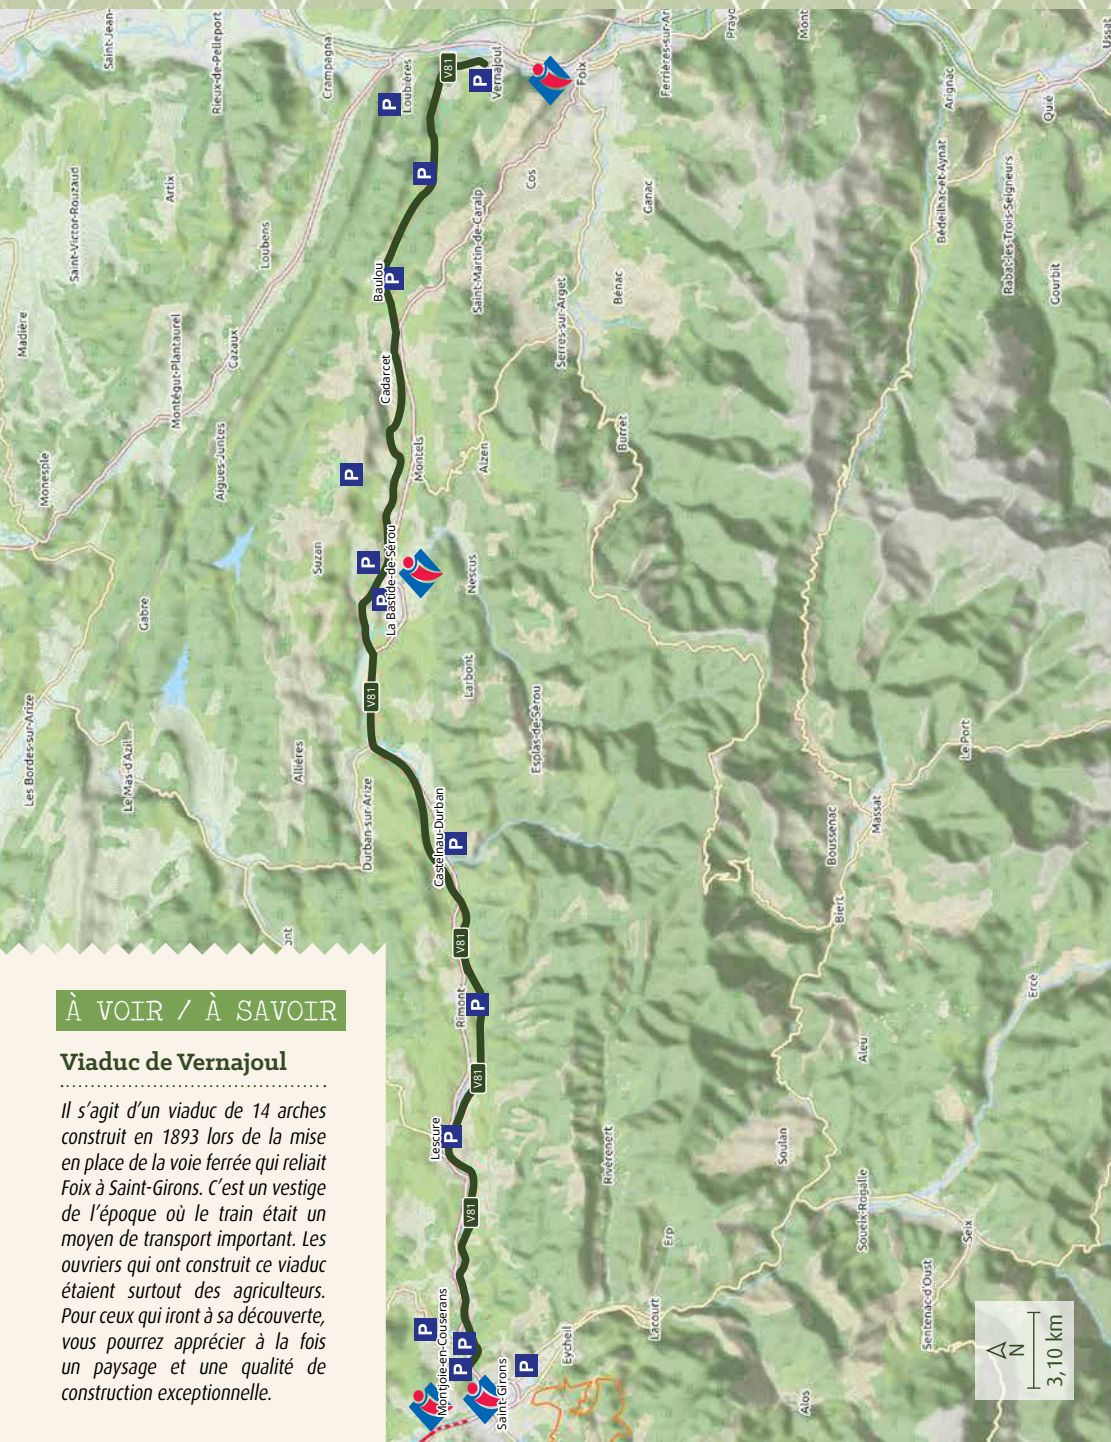 Saint-Jean-
Rieux-de-Pelleport
Crampagna
Loubières
V81
P
Vernajoul
Foix
Ferrières-sur-Ar
Prayo
Mont
Ussat
P
P
Saint-Victor-Rouzaud
Artix
Loubens
Cos
Ganac
Arignac
Quié
Bédeilhac-et-Aynat
Rabat-les-Trois-Seigneurs
Gourbit
Baulou
P
Saint-Martin-de-Caralp
Serres-sur-Arget
Bénac
Madière
Montégut-Plantaurel
Cazaux
Cadarcet
Monesple
Aigues-Juntes
P
Montels
Alzen
Burret
Suzan
P
P
La Bastide-de-Sérou
Nescus
Gabre
Larbont
V81
Esplas-de-Sérou
Les Bordes-sur-Arize
Le Mas-d'Azil
Allières
Durban-sur-Arize
Castelnau-Durban
P
Le Port
Massat
Boussenac
Biert
ont
V81
Rimont
P
Ercé
Aleu
V81
Lescure
P
Rivèrenert
Soulan
V81
Soueix-Rogalle
Seix
Erp
Sentenac-d'Oust
Montjoie-en-Couserans
P
P
P
Saint-Girons
P
Eycheil
Lacourt
Alos
À VOIR / À SAVOIR
Viaduc de Vernajoul
Il s'agit d'un viaduc de 14 arches
construit en 1893 lors de la mise
en place de la voie ferrée qui reliait
Foix à Saint-Girons. C'est un vestige
de l'époque où le train était un
moyen de transport important. Les
ouvriers qui ont construit ce viaduc
étaient surtout des agriculteurs.
Pour ceux qui iront à sa découverte,
vous pourrez apprécier à la fois
un paysage et une qualité de
construction exceptionnelle.
N
3,10 km